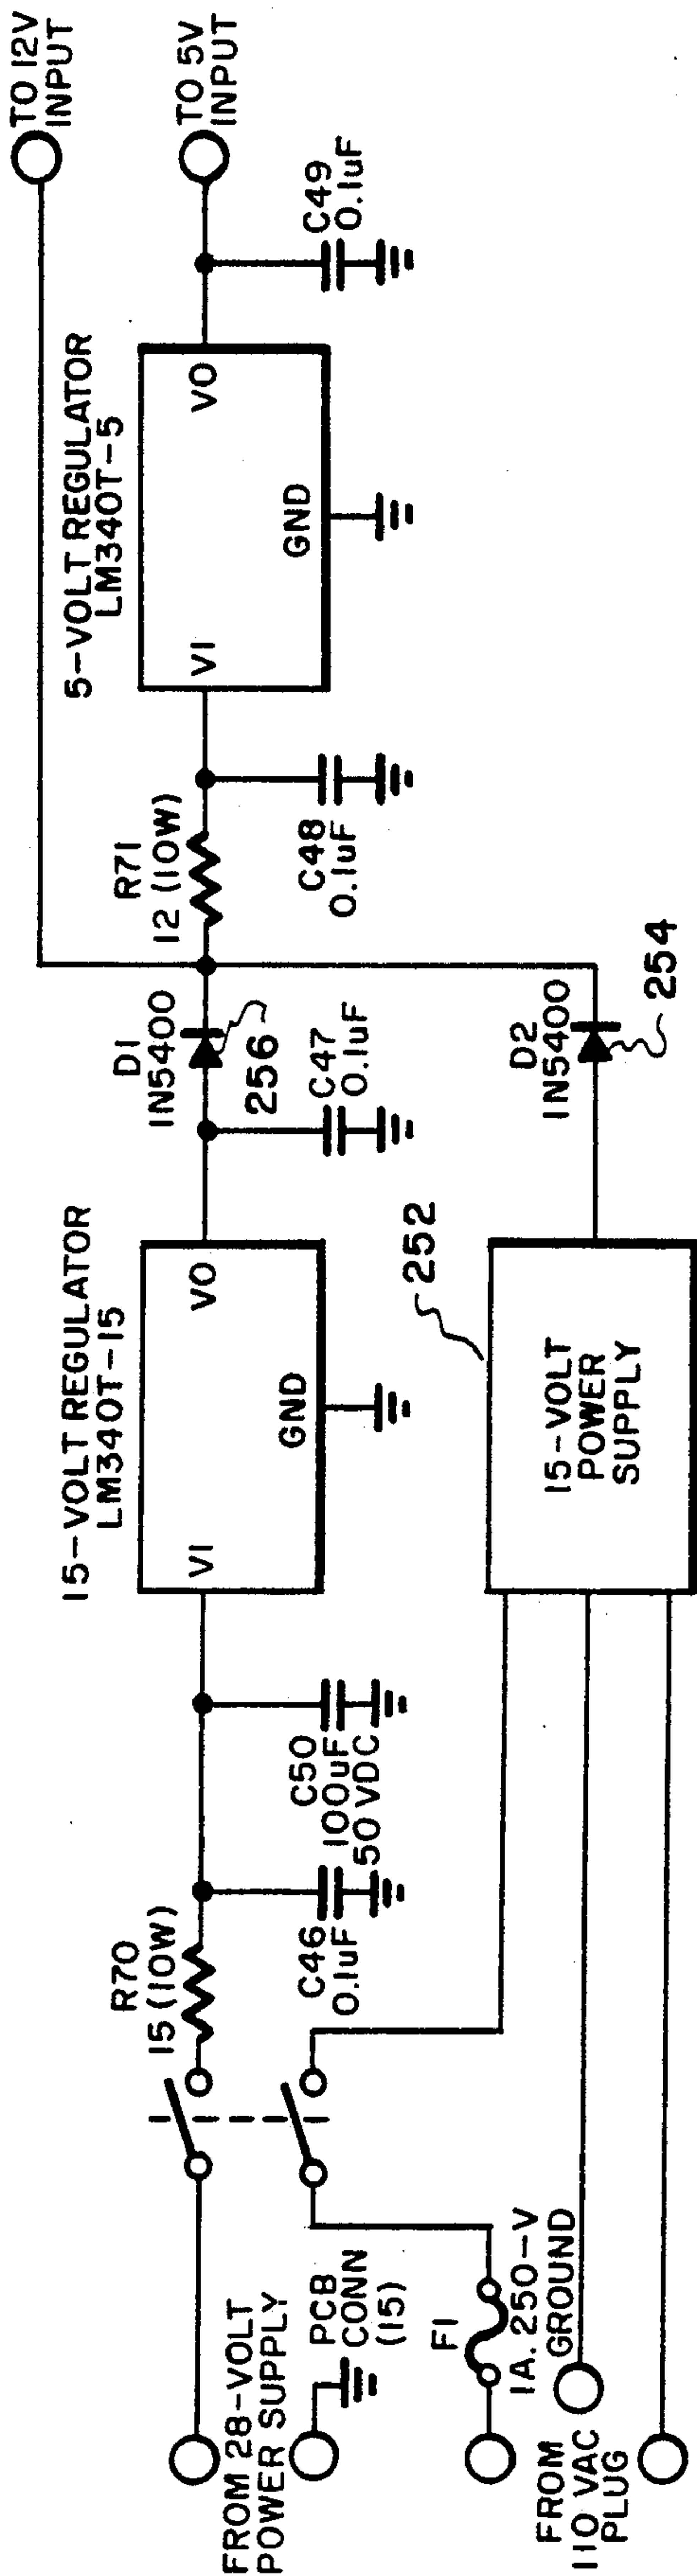 FROM 28-VOLT
POWER SUPPLY
PCB
CONN
(15)
F1
1A. 250-V
GROUND
FROM
110 VAC
PLUG
R70
15 (10W)
C46
0.1uF
C50
100uF
50 VDC
15-VOLT REGULATOR
LM340T-15
VI
VO
GND
252
15-VOLT
POWER
SUPPLY
C47
0.1uF
D1
1N5400
256
D2
1N5400
254
R71
12 (10W)
C48
0.1uF
5-VOLT REGULATOR
LM340T-5
VI
VO
GND
C49
0.1uF
TO 12V
INPUT
TO 5V
INPUT